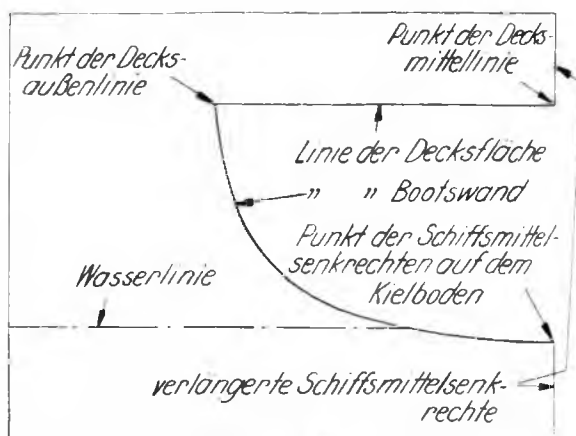 Punkt der Decks-
außenlinie
Punkt der Decks-
mittellinie
Linie der Decksfläche
„ „ Bootswand
Punkt der Schiffsmittel-
senkrechten auf dem
Kielboden
Wasserlinie
verlängerte Schiffsmittelsenk-
rechte